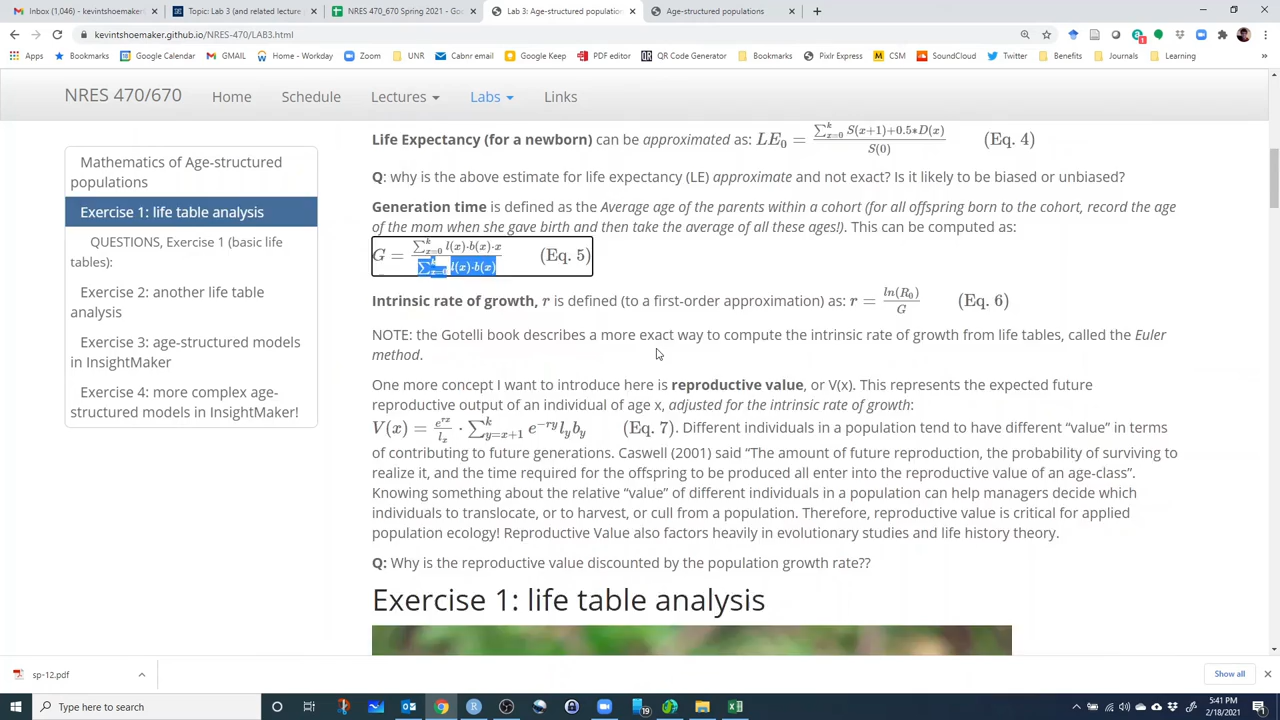 Inbox (1,046) - kevintshoemaker
Topic: Lab 3 (and related lecture
NRES 470_670 Spring 2021 - Goo
Lab 3: Age-structured population
Age-structured populations
kevintshoemaker.github.io/NRES-470/LAB3.html
Apps Bookmarks Google Calendar GMAIL Home - Workday Zoom UNR Cabnr email Google Keep PDF editor QR Code Generator Bookmarks Pixlr Express CSM SoundCloud Twitter Benefits Journals Learning
NRES 470/670 Home Schedule Lectures Labs Links
Mathematics of Age-structured
populations
Exercise 1: life table analysis
QUESTIONS, Exercise 1 (basic life
tables):
Exercise 2: another life table
analysis
Exercise 3: age-structured models
in InsightMaker
Exercise 4: more complex age-
structured models in InsightMaker!
Life Expectancy (for a newborn) can be approximated as: LE₀ = ∑ₓ₌₀ᵏ S(x+1)+0.5*D(x) / S(0) (Eq. 4)
Q: why is the above estimate for life expectancy (LE) approximate and not exact? Is it likely to be biased or unbiased?
Generation time is defined as the Average age of the parents within a cohort (for all offspring born to the cohort, record the age
of the mom when she gave birth and then take the average of all these ages!). This can be computed as:
G = ∑ₓ₌₀ᵏ l(x)·b(x)·x / ∑ₓ₌₀ᵏ l(x)·b(x) (Eq. 5)
Intrinsic rate of growth, r is defined (to a first-order approximation) as: r = ln(R₀) / G (Eq. 6)
NOTE: the Gotelli book describes a more exact way to compute the intrinsic rate of growth from life tables, called the Euler
method.
One more concept I want to introduce here is reproductive value, or V(x). This represents the expected future
reproductive output of an individual of age x, adjusted for the intrinsic rate of growth:
V(x) = e^{rx} / lₓ · ∑_{y=x+1}^{k} e^{−ry} l_y b_y (Eq. 7). Different individuals in a population tend to have different “value” in terms
of contributing to future generations. Caswell (2001) said “The amount of future reproduction, the probability of surviving to
realize it, and the time required for the offspring to be produced all enter into the reproductive value of an age-class”.
Knowing something about the relative “value” of different individuals in a population can help managers decide which
individuals to translocate, or to harvest, or cull from a population. Therefore, reproductive value is critical for applied
population ecology! Reproductive Value also factors heavily in evolutionary studies and life history theory.
Q: Why is the reproductive value discounted by the population growth rate??
Exercise 1: life table analysis
sp-12.pdf
Show all
Type here to search
19
5:41 PM
2/18/2021